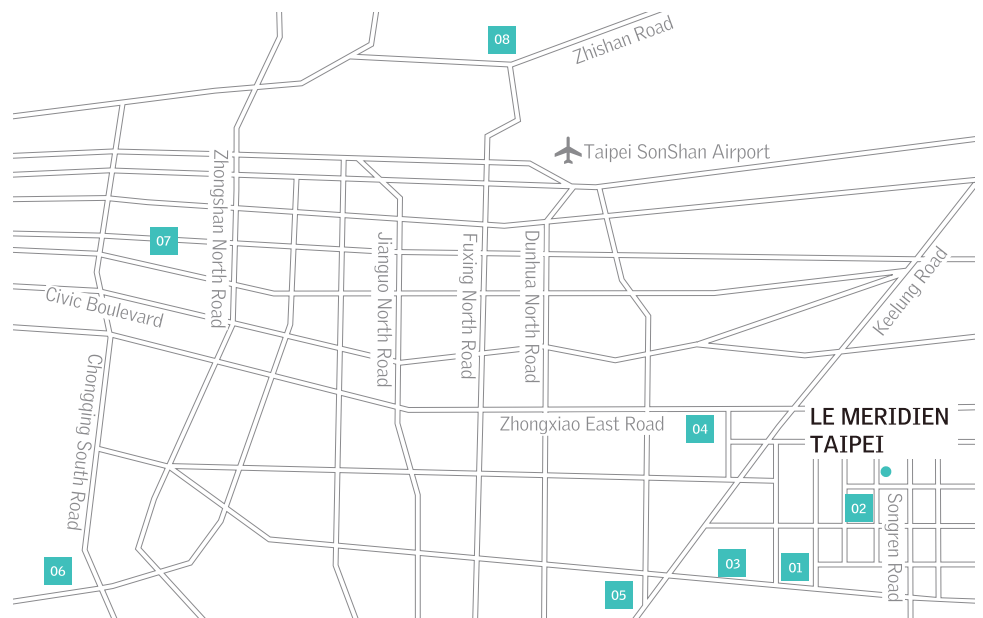 08
Zhishan Road
Taipei SonShan Airport
Zhongshan North Road
07
Jianguo North Road
Fuxing North Road
Dunhua North Road
Keelung Road
Civic Boulevard
Chongqing South Road
Zhongxiao East Road
04
LE MERIDIEN
TAIPEI
02
Songren Road
03
01
06
05